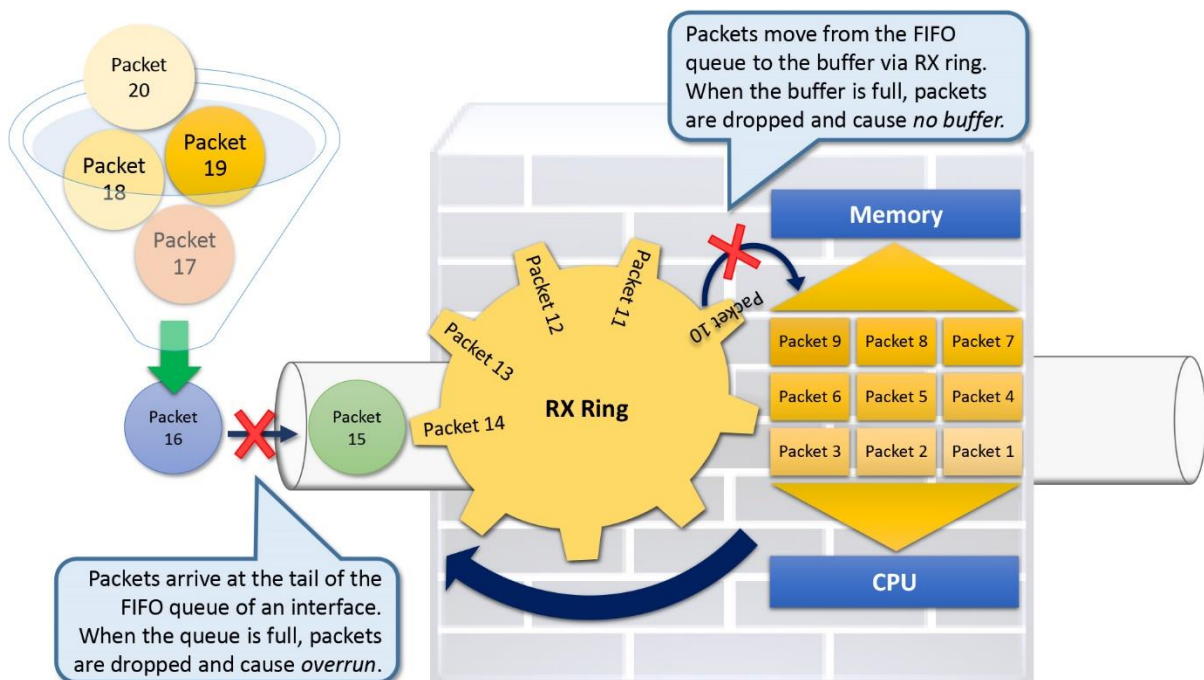 Packet
20
Packet
19
Packet
18
Packet
17
Packet
16
Packet
15
Packets arrive at the tail of the
FIFO queue of an interface.
When the queue is full, packets
are dropped and cause overrun.
Packet 14
Packet 13
Packet 12
Packet 11
Packet 10
RX Ring
Packets move from the FIFO
queue to the buffer via RX ring.
When the buffer is full, packets
are dropped and cause no buffer.
Memory
Packet 9 Packet 8 Packet 7
Packet 6 Packet 5 Packet 4
Packet 3 Packet 2 Packet 1
CPU